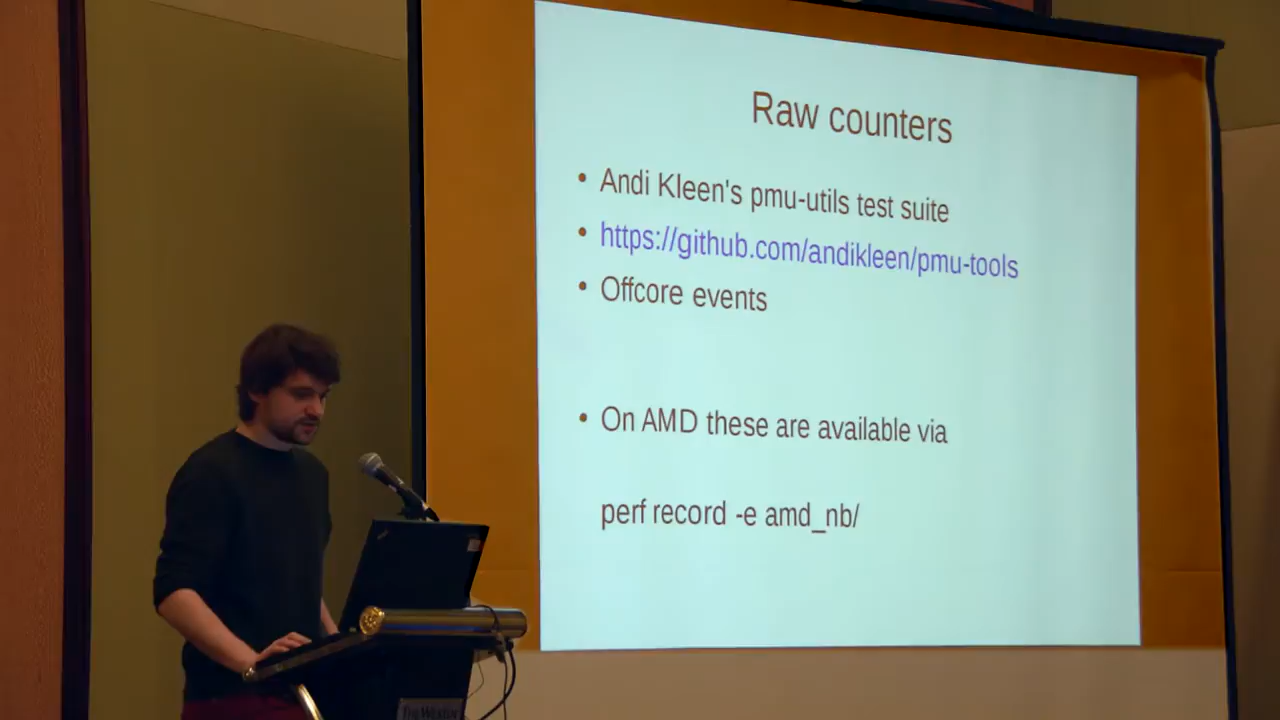 Raw counters
• Andi Kleen's pmu-utils test suite
• https://github.com/andikleen/pmu-tools
• Offcore events
• On AMD these are available via
perf record -e amd_nb/